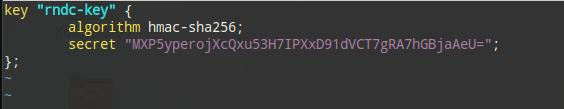 key "rndc-key" {
        algorithm hmac-sha256;
        secret "MXP5yperojXcQxu53H7IPXxD91dVCT7gRA7hGBjaAeU=";
};
~
~